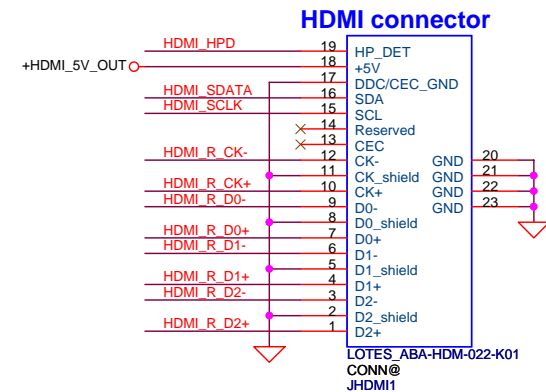 HDMI connector
HDMI_HPD 19 HP_DET
+HDMI_5V_OUT 18 +5V
17 DDC/CEC_GND
HDMI_SDATA 16 SDA
HDMI_SCLK 15 SCL
14 Reserved
13 CEC
HDMI_R_CK- 12 CK- GND 20
11 CK_shield GND 21
HDMI_R_CK+ 10 CK+ GND 22
HDMI_R_D0- 9 D0- GND 23
8 D0_shield
HDMI_R_D0+ 7 D0+
HDMI_R_D1- 6 D1-
5 D1_shield
HDMI_R_D1+ 4 D1+
HDMI_R_D2- 3 D2-
2 D2_shield
HDMI_R_D2+ 1 D2+
LOTES_ABA-HDM-022-K01
CONN@
JHDMI1